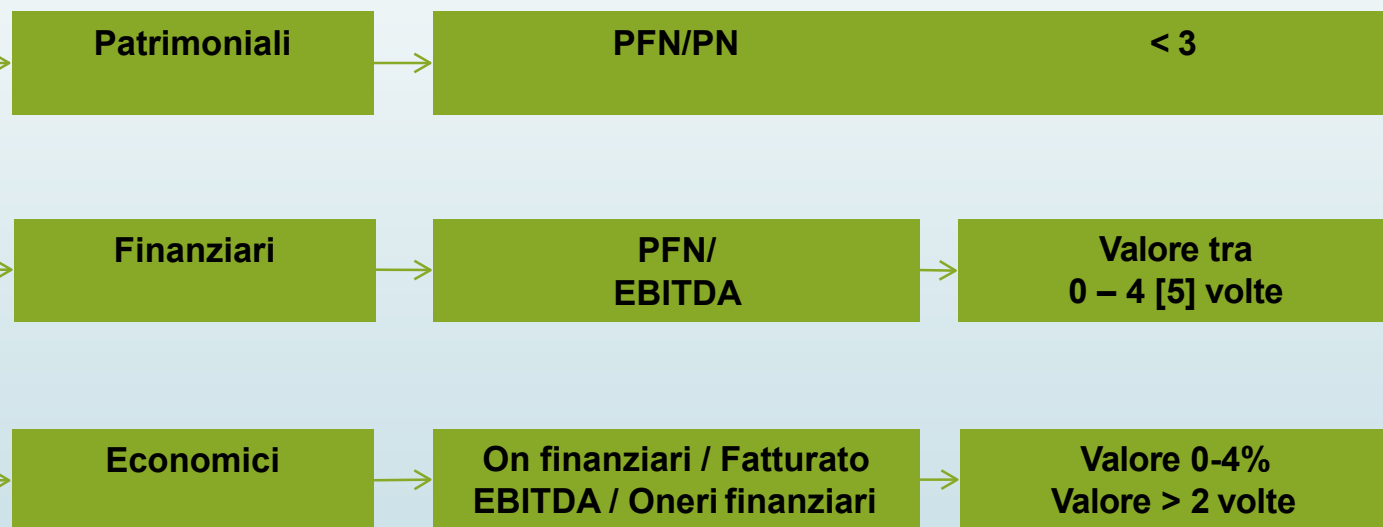 Patrimoniali
PFN/PN < 3
Finanziari
PFN/
EBITDA
Valore tra
0 – 4 [5] volte
Economici
On finanziari / Fatturato
EBITDA / Oneri finanziari
Valore 0-4%
Valore > 2 volte